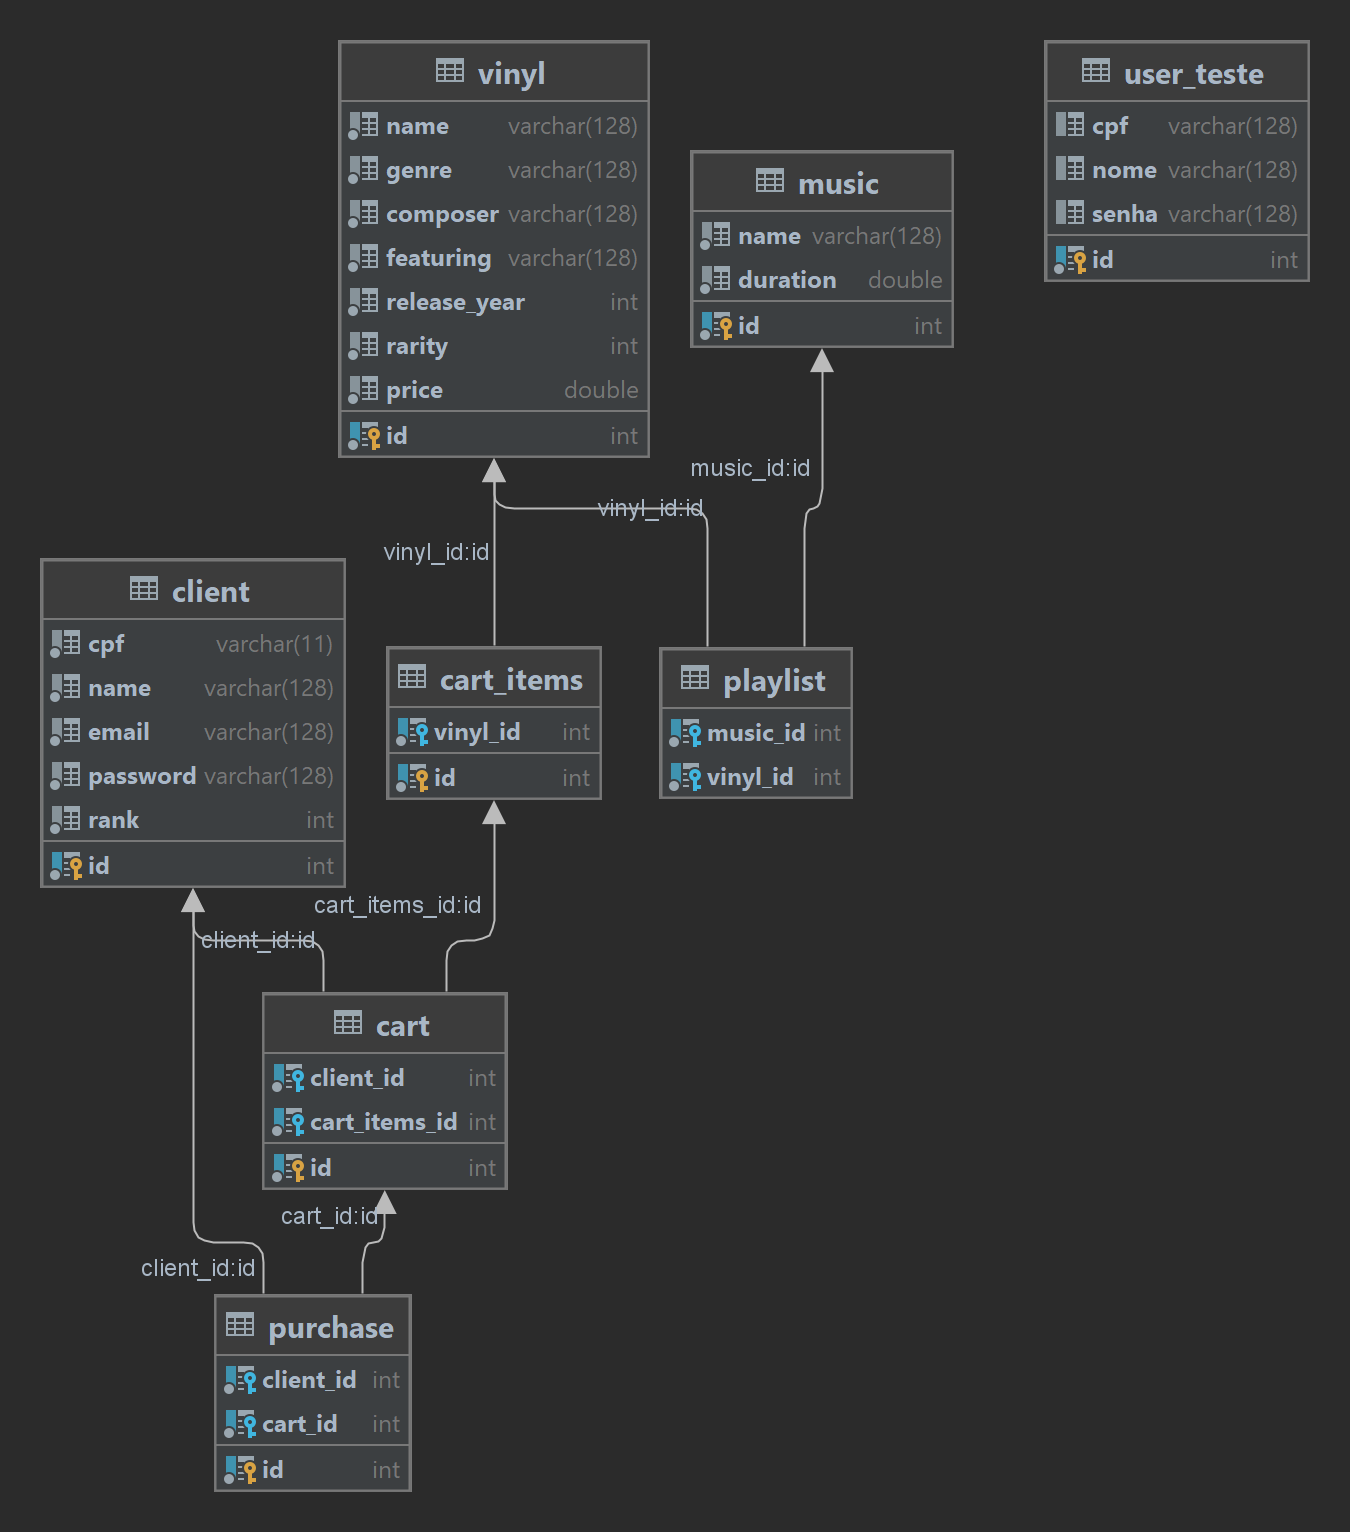 vinyl
name varchar(128)
genre varchar(128)
composer varchar(128)
featuring varchar(128)
release_year int
rarity int
price double
id int
music
name varchar(128)
duration double
id int
user_teste
cpf varchar(128)
nome varchar(128)
senha varchar(128)
id int
music_id:id
vinyl_id:id
vinyl_id:id
client
cpf varchar(11)
name varchar(128)
email varchar(128)
password varchar(128)
rank int
id int
cart_items
vinyl_id int
id int
playlist
music_id int
vinyl_id int
cart_items_id:id
client_id:id
cart
client_id int
cart_items_id int
id int
cart_id:id
client_id:id
purchase
client_id int
cart_id int
id int